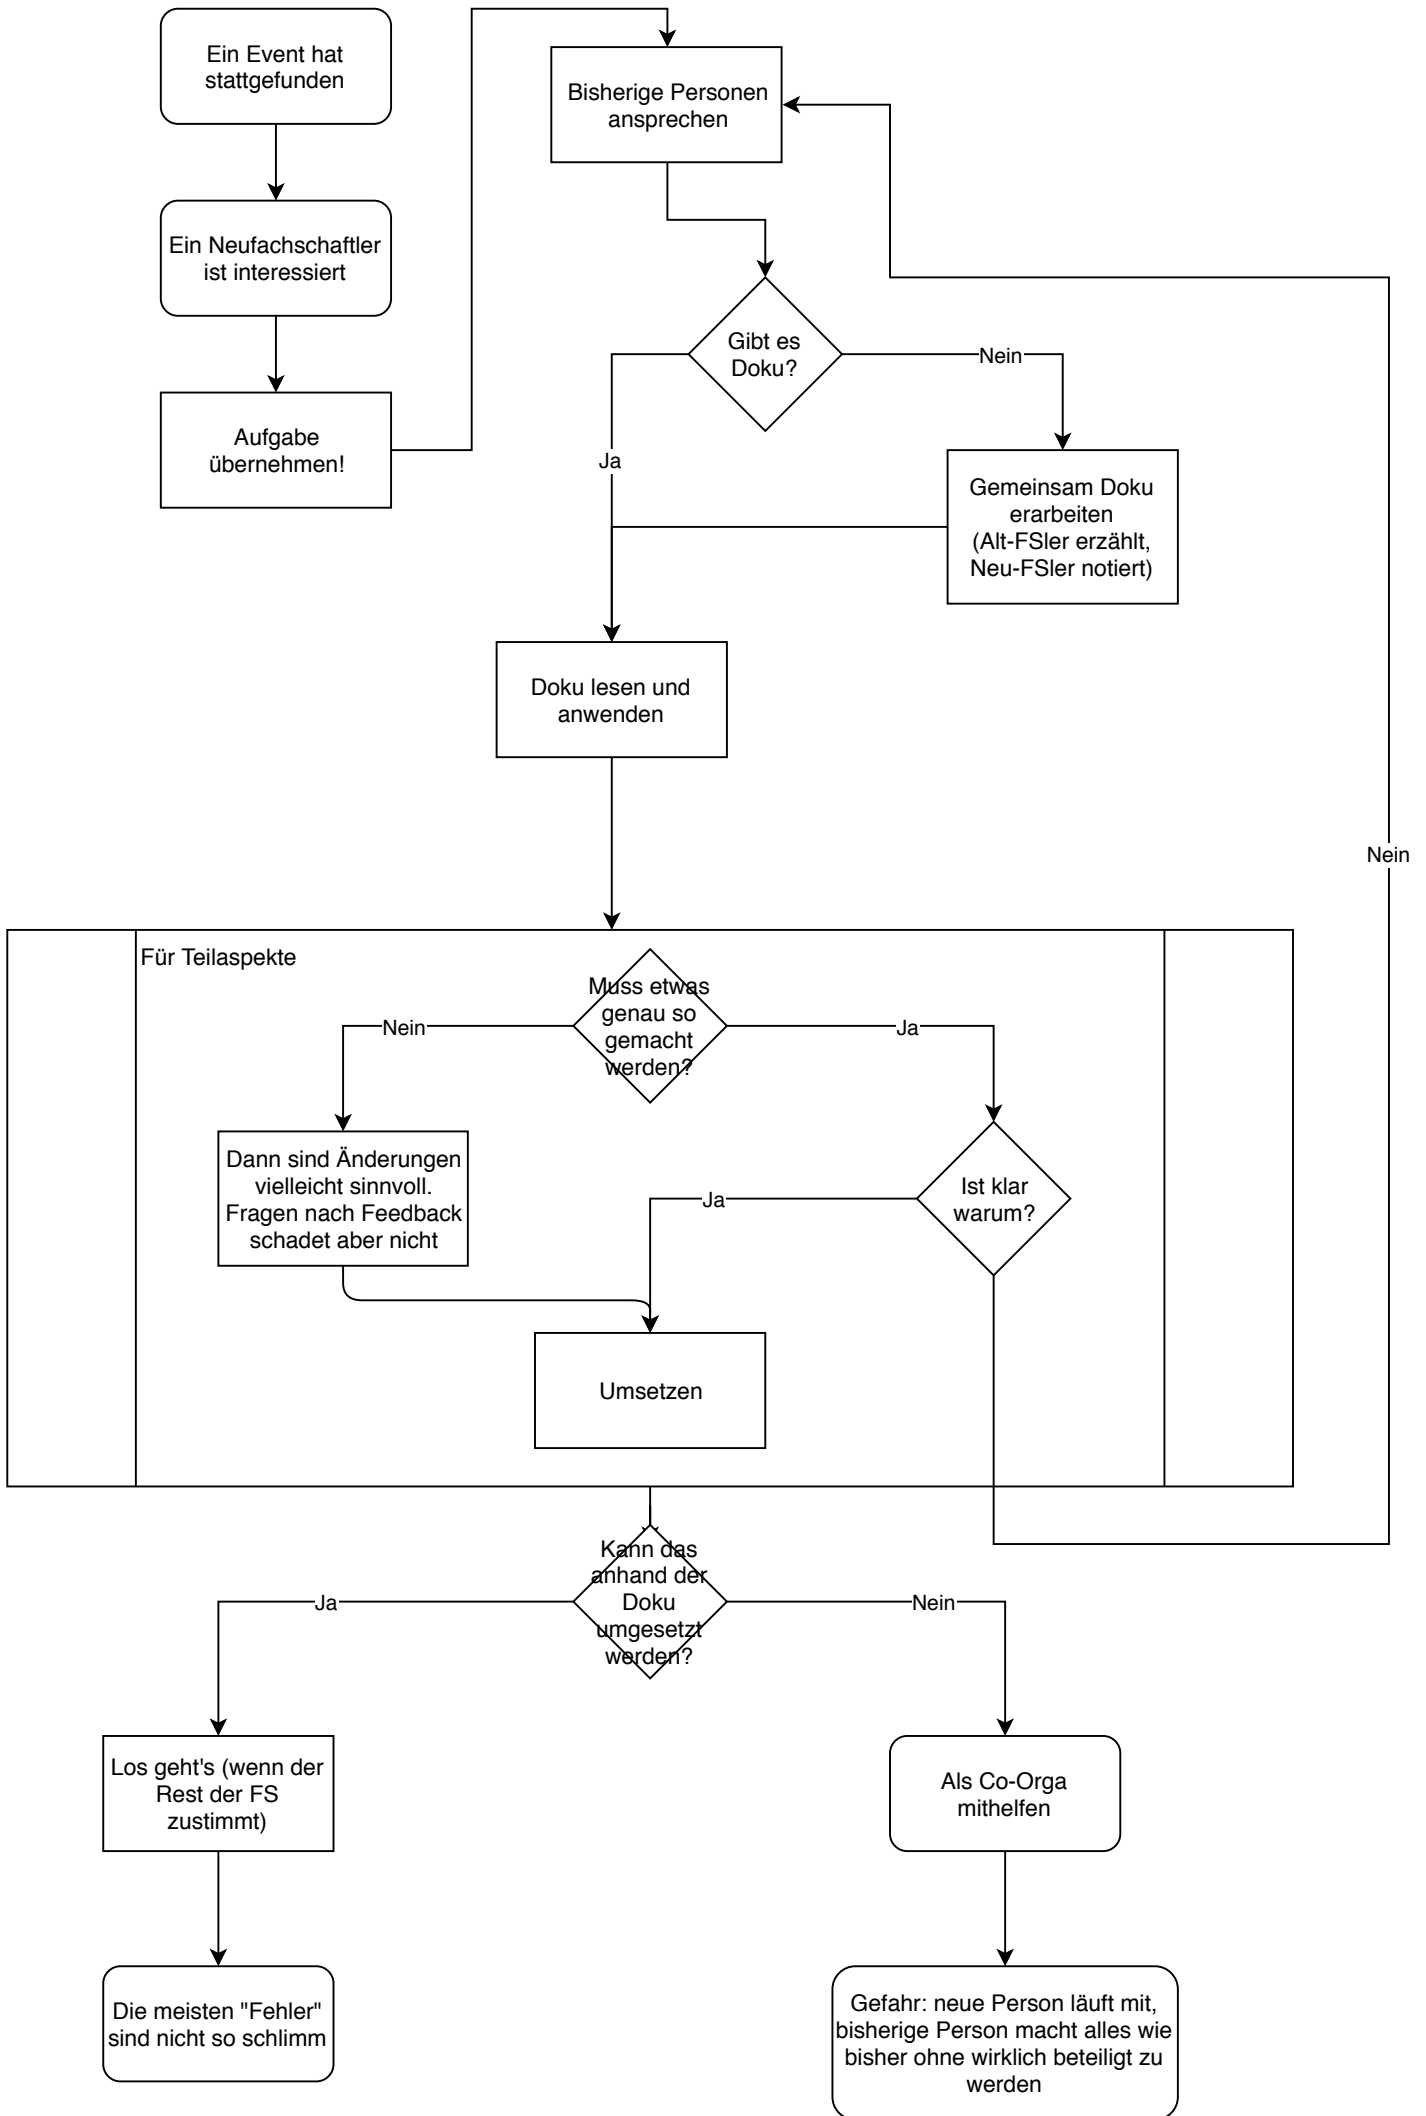 Ein Event hat
stattgefunden
Bisherige Personen
ansprechen
Ein Neufachschaftler
ist interessiert
Gibt es
Doku?
Nein
Aufgabe
übernehmen!
Ja
Gemeinsam Doku
erarbeiten
(Alt-FSler erzählt,
Neu-FSler notiert)
Doku lesen und
anwenden
Nein
Für Teilaspekte
Muss etwas
genau so
gemacht
werden?
Nein
Ja
Dann sind Änderungen
vielleicht sinnvoll.
Fragen nach Feedback
schadet aber nicht
Ist klar
warum?
Ja
Umsetzen
Kann das
anhand der
Doku
umgesetzt
werden?
Ja
Nein
Los geht's (wenn der
Rest der FS
zustimmt)
Als Co-Orga
mithelfen
Die meisten "Fehler"
sind nicht so schlimm
Gefahr: neue Person läuft mit,
bisherige Person macht alles wie
bisher ohne wirklich beteiligt zu
werden